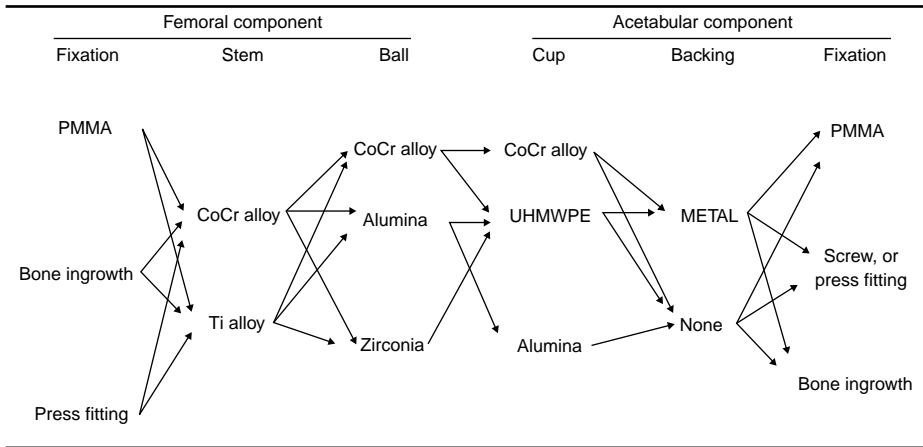 Femoral component
Acetabular component
Fixation
Stem
Ball
Cup
Backing
Fixation
PMMA
PMMA
CoCr alloy
CoCr alloy
CoCr alloy
Alumina
UHMWPE
METAL
Screw, or
press fitting
Bone ingrowth
Ti alloy
Zirconia
Alumina
None
Bone ingrowth
Press fitting